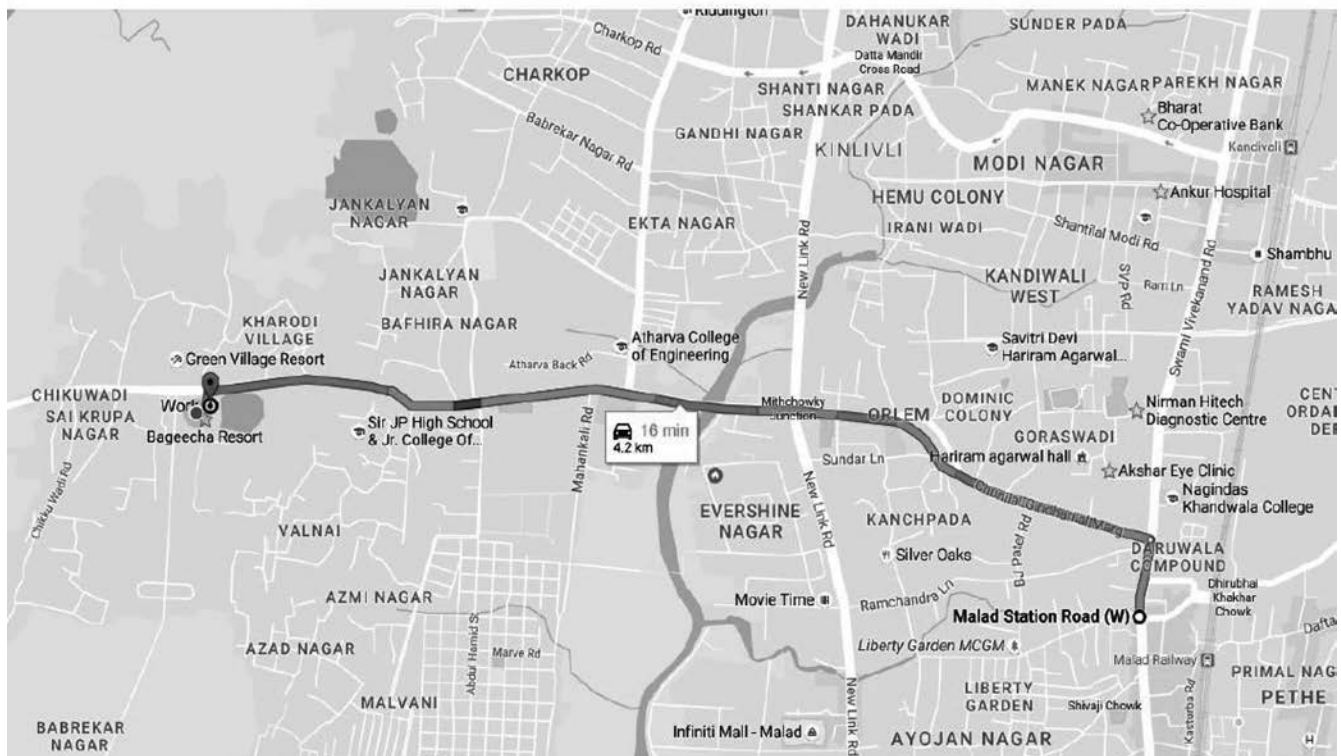 Kiddington
Charkop Rd
DAHANUKAR
WADI
Datta Mandir
Cross Road
SUNDER PADA
CHARKOP
SHANTI NAGAR
SHANKAR PADA
MANEK NAGAR
PAREKH NAGAR
Bharat
Co-Operative Bank
Babrekar Nagar Rd
GANDHI NAGAR
KINLIVLI
MODI NAGAR
Kandivali
JANKALYAN
NAGAR
HEMU COLONY
Ankur Hospital
EKTA NAGAR
IRANI WADI
Shantilal Modi Rd
New Link Rd
Swami Vivekanand Rd
Shambhu
JANKALYAN
NAGAR
KANDIWALI
WEST
SVP Rd
Ram Ln
RAMESH
YADAV NAGA
KHARODI
VILLAGE
BAFHIRA NAGAR
Atharva College
of Engineering
Savitri Devi
Hariram Agarwal...
Green Village Resort
Atharva Back Rd
CHIKUWADI
SAI KRUPA
NAGAR
Work
Bageecha Resort
Sir JP High School
& Jr. College Of...
Mahankali Rd
16 min
4.2 km
Mithchowky
Junction
ORLEM
DOMINIC
COLONY
Nirman Hitech
Diagnostic Centre
CEN
ORDAI
DEP
GORASWADI
Hariram agarwal hall
Sundar Ln
Akshar Eye Clinic
Nagindas
Khandwala College
Chikku Wadi Rd
VALNAI
EVERSHINE
NAGAR
New Link Rd
KANCHPADA
BJ Patel Rd
Silver Oaks
DARUWALA
COMPOUND
Dhirubhai
Khakhar
Chowk
AZMI NAGAR
Movie Time
Ramchandra Ln
Malad Station Road (W)
Dafta
AZAD NAGAR
Abdul Hamid St
Marve Rd
Liberty Garden MCGM
Malad Railway
PRIMAL NAG
PETHE
MALVANI
New Link Rd
LIBERTY
GARDEN
Shivaji Chowk
Kasturba Rd
BABREKAR
NAGAR
Infiniti Mall - Malad
AYOJAN NAGAR
H